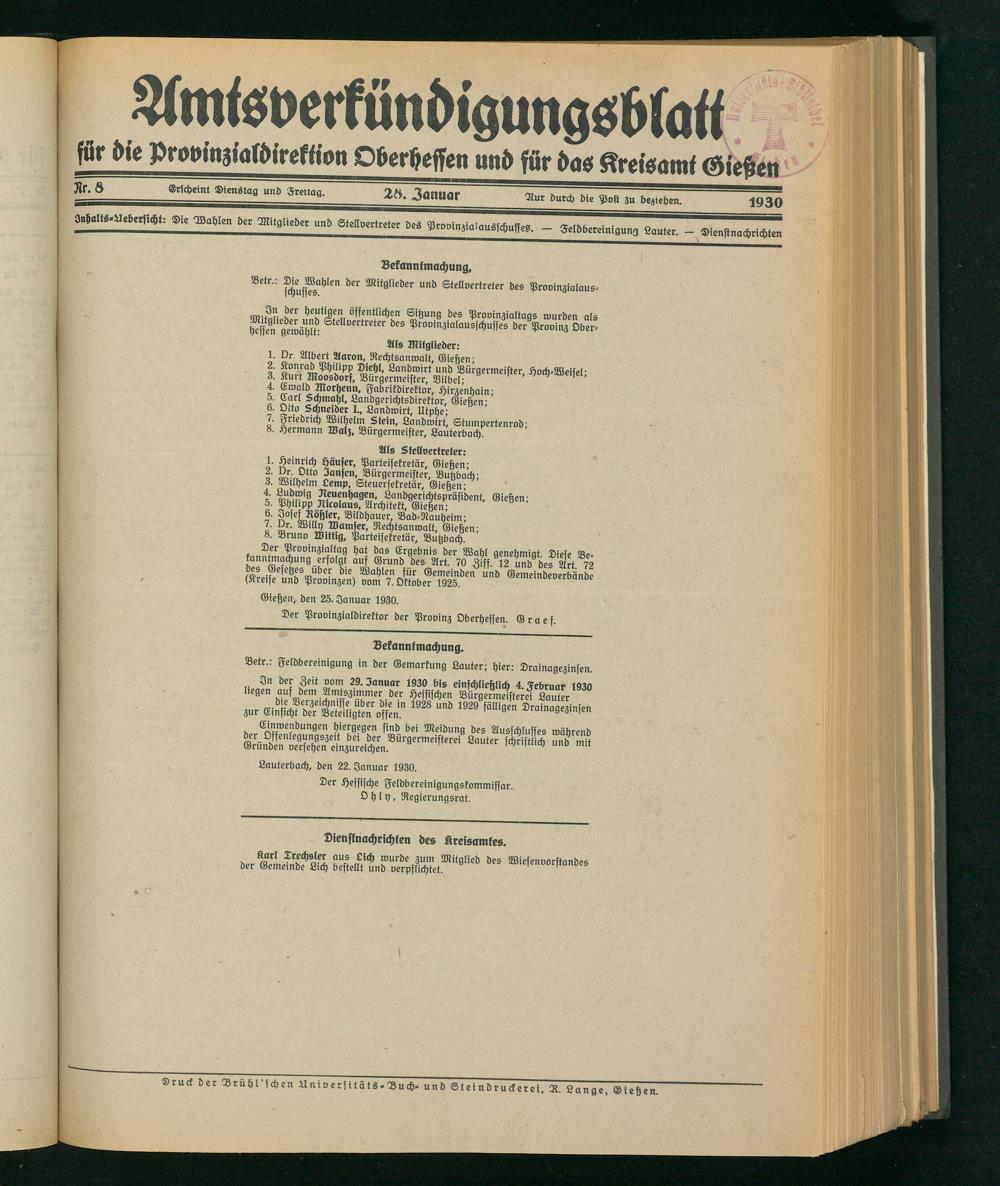 Amtsverkündigungsblatt
für die Provinzialdirektion Oberhessen und für das Kreisamt Gießen
Universitäts-Bibliothek Giessen
Nr. 8 Erscheint Dienstag und Freitag. 28. Januar Nur durch die Post zu beziehen. 1930
Inhalts-Uebersicht: Die Wahlen der Mitglieder und Stellvertreter des Provinzialausschusses. — Feldbereinigung Lauter. — Dienstnachrichten
Bekanntmachung.
Betr.: Die Wahlen der Mitglieder und Stellvertreter des Provinzialaus-
schusses.
In der heutigen öffentlichen Sitzung des Provinzialtags wurden als
Mitglieder und Stellvertreter des Provinzialausschusses der Provinz Ober-
hessen gewählt:
Als Mitglieder:
1. Dr. Albert Aaron, Rechtsanwalt, Gießen;
2. Konrad Philipp Diehl, Landwirt und Bürgermeister, Hoch-Weisel;
3. Kurt Moosdorf, Bürgermeister, Vilbel;
4. Ewald Morhenn, Fabrikdirektor, Hirzenhain;
5. Carl Schmahl, Landgerichtsdirektor, Gießen;
6. Otto Schneider I., Landwirt, Utphe;
7. Friedrich Wilhelm Stein, Landwirt, Stumpertenrod;
8. Hermann Walz, Bürgermeister, Lauterbach.
Als Stellvertreter:
1. Heinrich Häuser, Parteisekretär, Gießen;
2. Dr. Otto Jansen, Bürgermeister, Butzbach;
3. Wilhelm Lemp, Steuersekretär, Gießen;
4. Ludwig Neuenhagen, Landgerichtspräsident, Gießen;
5. Philipp Nicolaus, Architekt, Gießen;
6. Josef Rößler, Bildhauer, Bad-Nauheim;
7. Dr. Willy Wamser, Rechtsanwalt, Gießen;
8. Bruno Wittig, Parteisekretär, Butzbach.
Der Provinzialtag hat das Ergebnis der Wahl genehmigt. Diese Be-
kanntmachung erfolgt auf Grund des Art. 70 Ziff. 12 und des Art. 72
des Gesetzes über die Wahlen für Gemeinden und Gemeindeverbände
(Kreise und Provinzen) vom 7. Oktober 1925.
Gießen, den 25. Januar 1930.
Der Provinzialdirektor der Provinz Oberhessen. Graef.
Bekanntmachung.
Betr.: Feldbereinigung in der Gemarkung Lauter; hier: Drainagezinsen.
In der Zeit vom 29. Januar 1930 bis einschließlich 4. Februar 1930
liegen auf dem Amtszimmer der Hessischen Bürgermeisterei Lauter
die Verzeichnisse über die in 1928 und 1929 fälligen Drainagezinsen
zur Einsicht der Beteiligten offen.
Einwendungen hiergegen sind bei Meidung des Ausschlusses während
der Offenlegungszeit bei der Bürgermeisterei Lauter schriftlich und mit
Gründen versehen einzureichen.
Lauterbach, den 22. Januar 1930.
Der Hessische Feldbereinigungskommissar.
Ohly, Regierungsrat.
Dienstnachrichten des Kreisamtes.
Karl Trechsler aus Lich wurde zum Mitglied des Wiesenvorstandes
der Gemeinde Lich bestellt und verpflichtet.
Druck der Brühl'schen Universitäts-Buch- und Steindruckerei, R. Lange, Gießen.